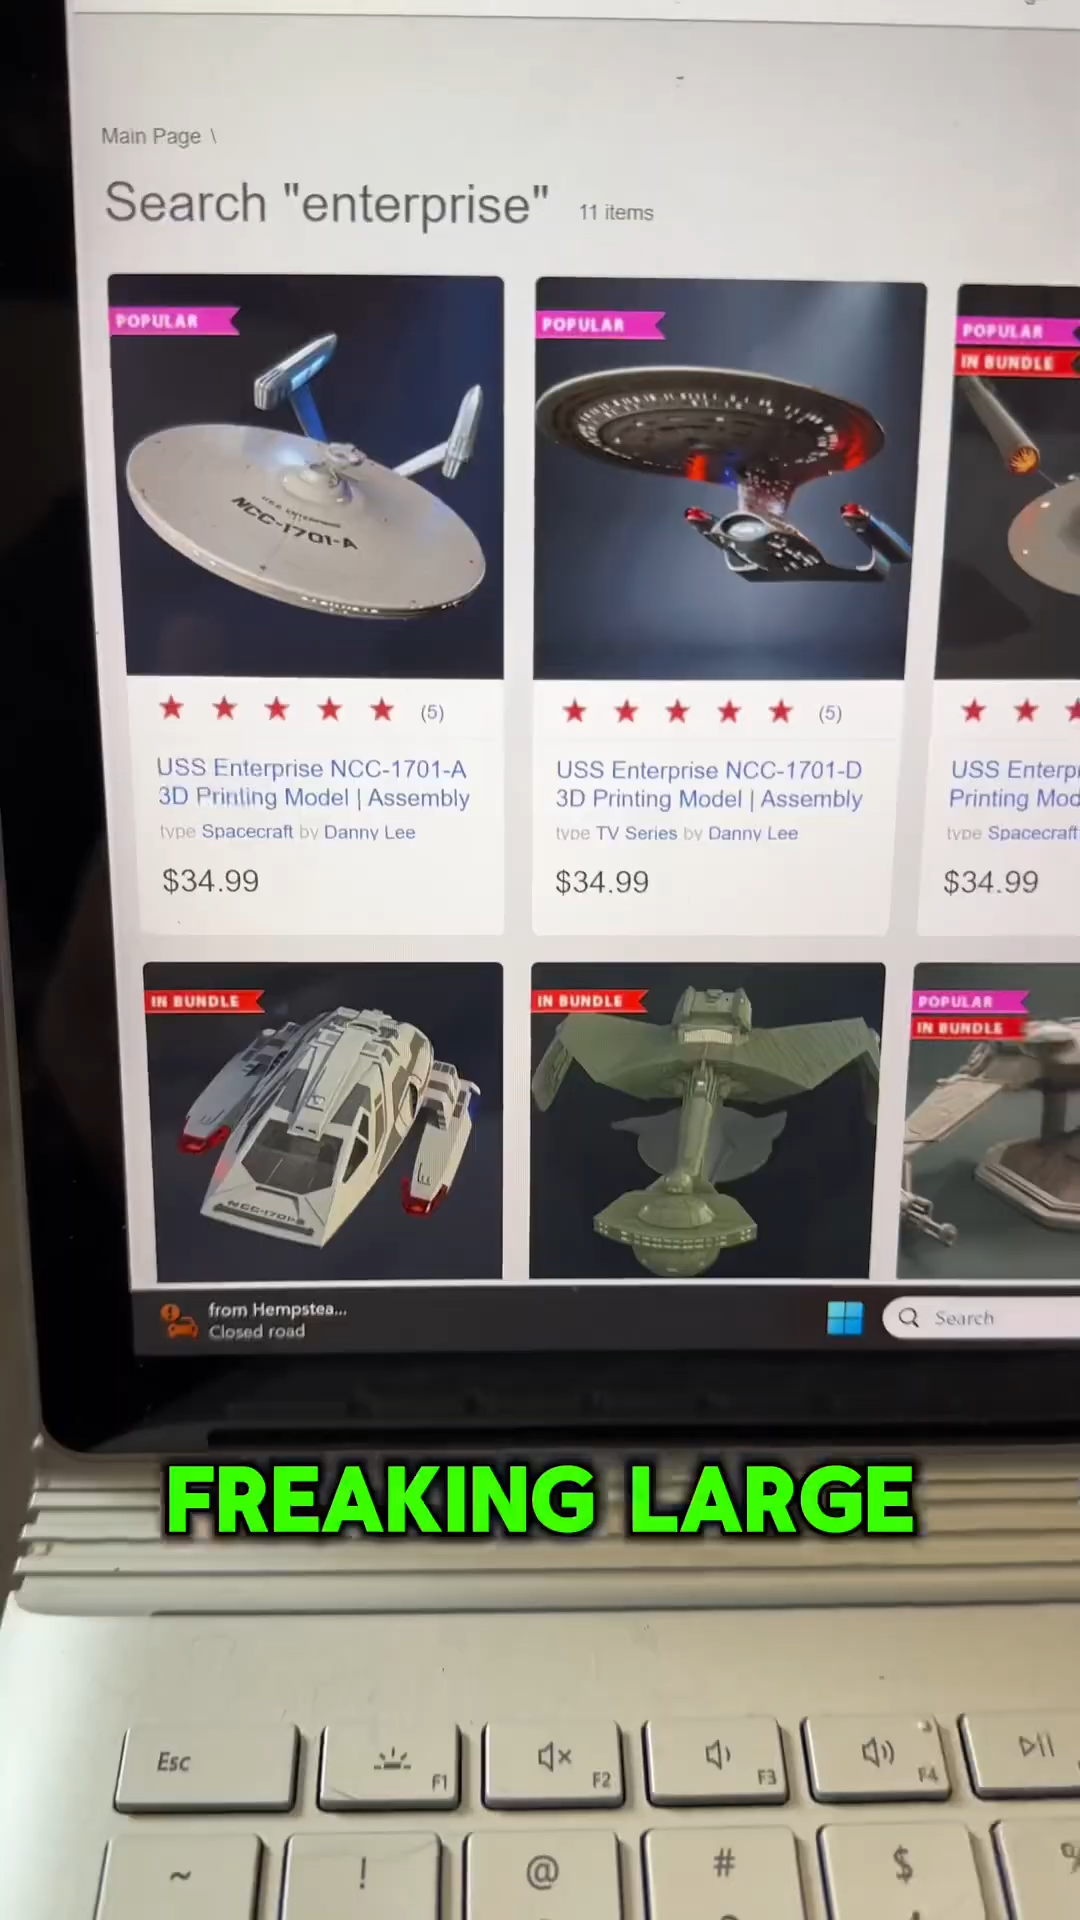 Main Page \
Search "enterprise" 11 items
POPULAR
POPULAR
POPULAR
IN BUNDLE
NCC-1701-A
(5)
(5)
USS Enterprise NCC-1701-A
3D Printing Model | Assembly
type Spacecraft by Danny Lee
$34.99
USS Enterprise NCC-1701-D
3D Printing Model | Assembly
type TV Series by Danny Lee
$34.99
USS Enterp
Printing Mod
type Spacecraft
$34.99
IN BUNDLE
IN BUNDLE
POPULAR
IN BUNDLE
from Hempstea...
Closed road
Search
FREAKING LARGE
Esc
F1
F2
F3
F4
~
!
@
#
$
%